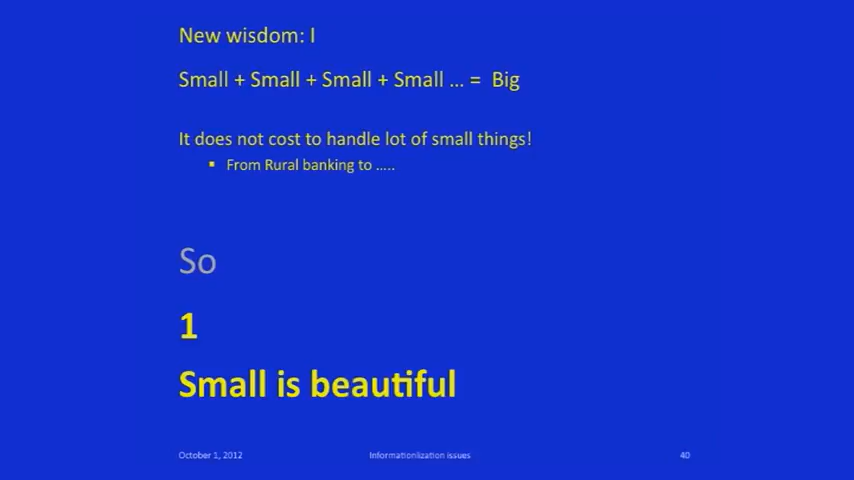 New wisdom: I
Small + Small + Small + Small ... = Big
It does not cost to handle lot of small things!
▪ From Rural banking to .....
So
1
Small is beautiful
October 1, 2012
Informationlization issues
40